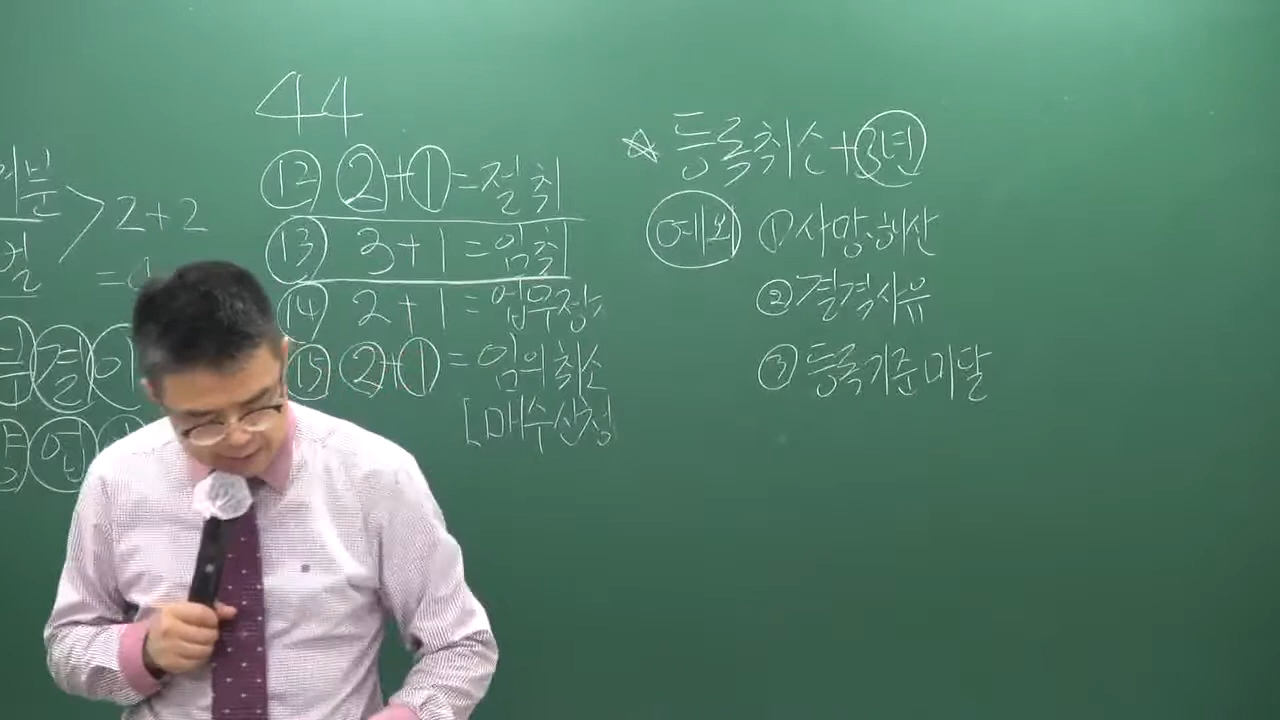 44
⑫ ②+①=절취
⑬ 3+1=임취
⑭ 2+1=업무정
⑮ ②+①=임의취소
[매수신청
2+2
=4
☆ 등록취소+3년
예외 ①사망.해산
②결격사유
③등록기준미달